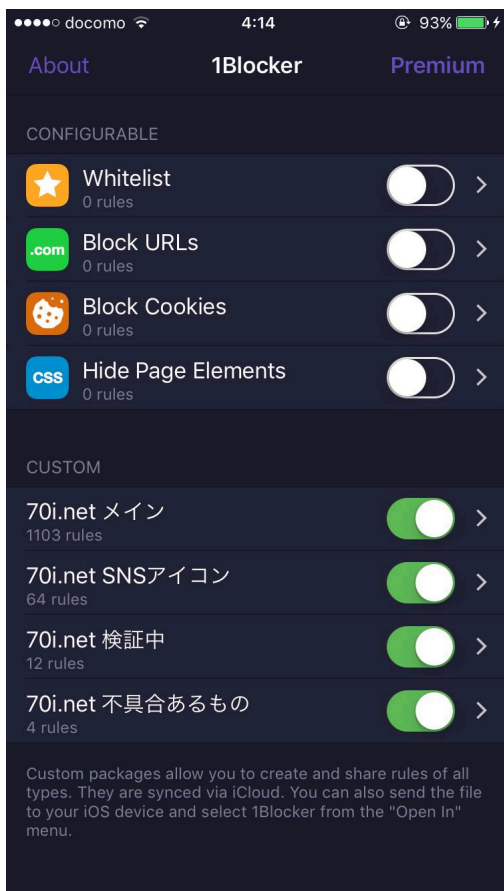 docomo 4:14 93%
About 1Blocker Premium
CONFIGURABLE
Whitelist
0 rules
.com Block URLs
0 rules
Block Cookies
0 rules
css Hide Page Elements
0 rules
CUSTOM
70i.net メイン
1103 rules
70i.net SNSアイコン
64 rules
70i.net 検証中
12 rules
70i.net 不具合あるもの
4 rules
Custom packages allow you to create and share rules of all
types. They are synced via iCloud. You can also send the file
to your iOS device and select 1Blocker from the "Open In"
menu.